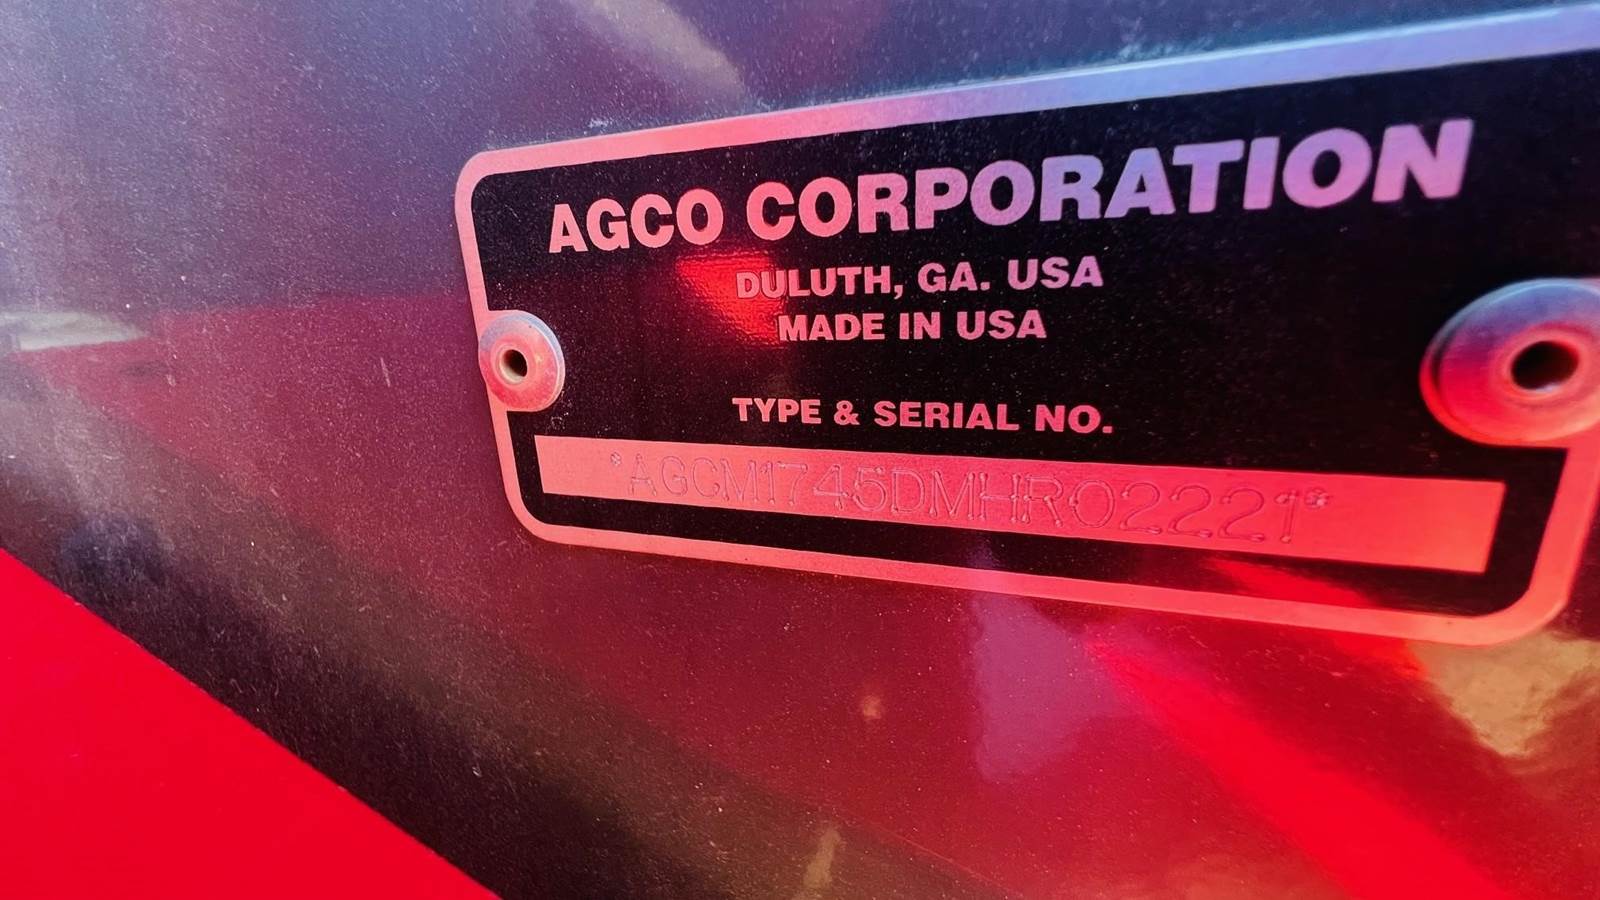 AGCO CORPORATION
DULUTH, GA. USA
MADE IN USA
TYPE & SERIAL NO.
*AGCM1745DMHR02221*